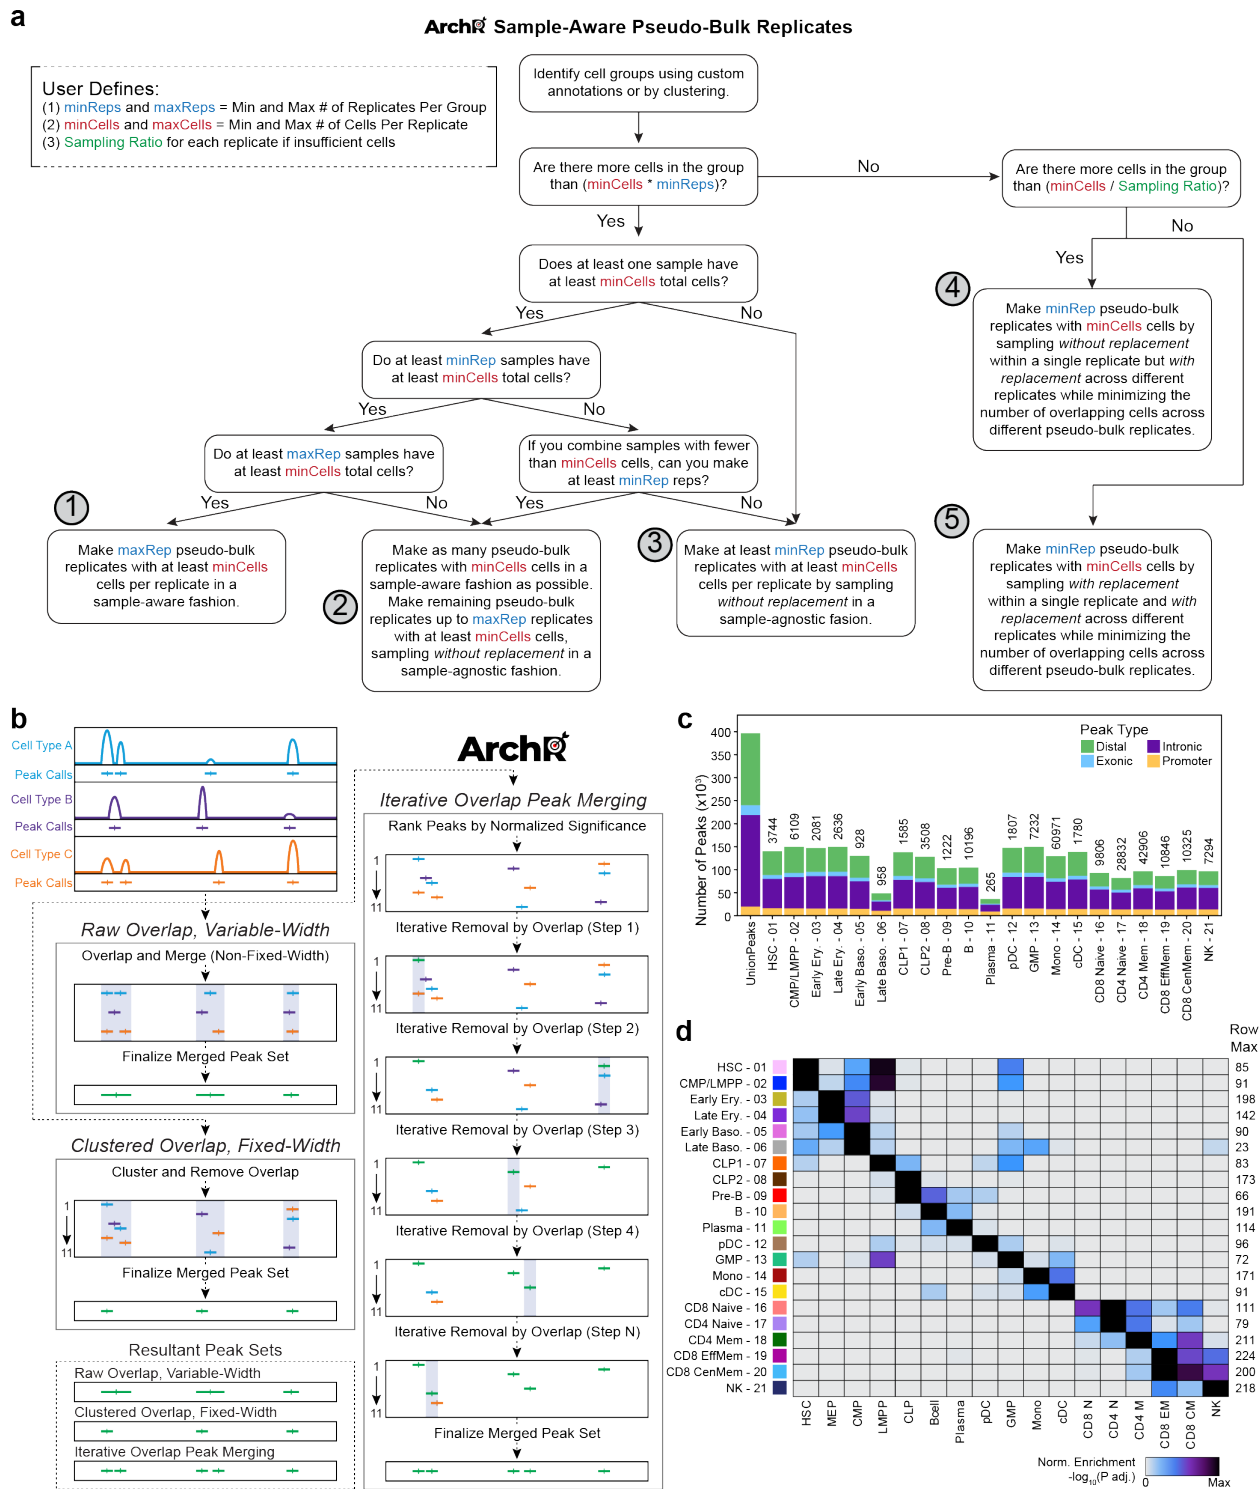 a
ArchR Sample-Aware Pseudo-Bulk Replicates
User Defines:
(1) minReps and maxReps = Min and Max # of Replicates Per Group
(2) minCells and maxCells = Min and Max # of Cells Per Replicate
(3) Sampling Ratio for each replicate if insufficient cells
Identify cell groups using custom
annotations or by clustering.
Are there more cells in the group
than (minCells * minReps)?
No
Are there more cells in the group
than (minCells / Sampling Ratio)?
Yes
No
Does at least one sample have
at least minCells total cells?
Yes
Yes
No
4
Make minRep pseudo-bulk
replicates with minCells cells by
sampling without replacement
within a single replicate but with
replacement across different
replicates while minimizing the
number of overlapping cells across
different pseudo-bulk replicates.
Do at least minRep samples have
at least minCells total cells?
Yes
No
Do at least maxRep samples have
at least minCells total cells?
If you combine samples with fewer
than minCells cells, can you make
at least minRep reps?
Yes
No
Yes
No
1
Make maxRep pseudo-bulk
replicates with at least minCells
cells per replicate in a
sample-aware fashion.
2
Make as many pseudo-bulk
replicates with minCells cells in a
sample-aware fashion as possible.
Make remaining pseudo-bulk
replicates up to maxRep replicates
with at least minCells cells,
sampling without replacement in a
sample-agnostic fashion.
3
Make at least minRep pseudo-bulk
replicates with at least minCells
cells per replicate by sampling
without replacement in a
sample-agnostic fasion.
5
Make minRep pseudo-bulk
replicates with minCells cells by
sampling with replacement
within a single replicate and with
replacement across different
replicates while minimizing the
number of overlapping cells across
different pseudo-bulk replicates.
b
Cell Type A
Peak Calls
Cell Type B
Peak Calls
Cell Type C
Peak Calls
Raw Overlap, Variable-Width
Overlap and Merge (Non-Fixed-Width)
Finalize Merged Peak Set
Clustered Overlap, Fixed-Width
Cluster and Remove Overlap
1
11
Finalize Merged Peak Set
Resultant Peak Sets
Raw Overlap, Variable-Width
Clustered Overlap, Fixed-Width
Iterative Overlap Peak Merging
ArchR
Iterative Overlap Peak Merging
Rank Peaks by Normalized Significance
1
11
Iterative Removal by Overlap (Step 1)
1
11
Iterative Removal by Overlap (Step 2)
1
11
Iterative Removal by Overlap (Step 3)
1
11
Iterative Removal by Overlap (Step 4)
1
11
Iterative Removal by Overlap (Step N)
1
11
Finalize Merged Peak Set
c
Number of Peaks (x10³)
400
350
300
250
200
150
100
50
0
Peak Type
Distal
Intronic
Exonic
Promoter
3744
6109
2081
2636
928
958
1585
3508
1222
10196
265
1807
7232
60971
1780
9806
28832
42906
10846
10325
7294
UnionPeaks
HSC - 01
CMP/LMPP - 02
Early Ery. - 03
Late Ery. - 04
Early Baso. - 05
Late Baso. - 06
CLP1 - 07
CLP2 - 08
Pre-B - 09
B - 10
Plasma - 11
pDC - 12
GMP - 13
Mono - 14
cDC - 15
CD8 Naive - 16
CD4 Naive - 17
CD4 Mem - 18
CD8 EffMem - 19
CD8 CenMem - 20
NK - 21
d
Row
Max
HSC - 01 85
CMP/LMPP - 02 91
Early Ery. - 03 198
Late Ery. - 04 142
Early Baso. - 05 90
Late Baso. - 06 23
CLP1 - 07 83
CLP2 - 08 173
Pre-B - 09 66
B - 10 191
Plasma - 11 114
pDC - 12 96
GMP - 13 72
Mono - 14 171
cDC - 15 91
CD8 Naive - 16 111
CD4 Naive - 17 79
CD4 Mem - 18 211
CD8 EffMem - 19 224
CD8 CenMem - 20 200
NK - 21 218
HSC
MEP
CMP
LMPP
CLP
Bcell
Plasma
pDC
GMP
Mono
cDC
CD8 N
CD4 N
CD4 M
CD8 EM
CD8 CM
NK
Norm. Enrichment
-log₁₀(P adj.)
0
Max